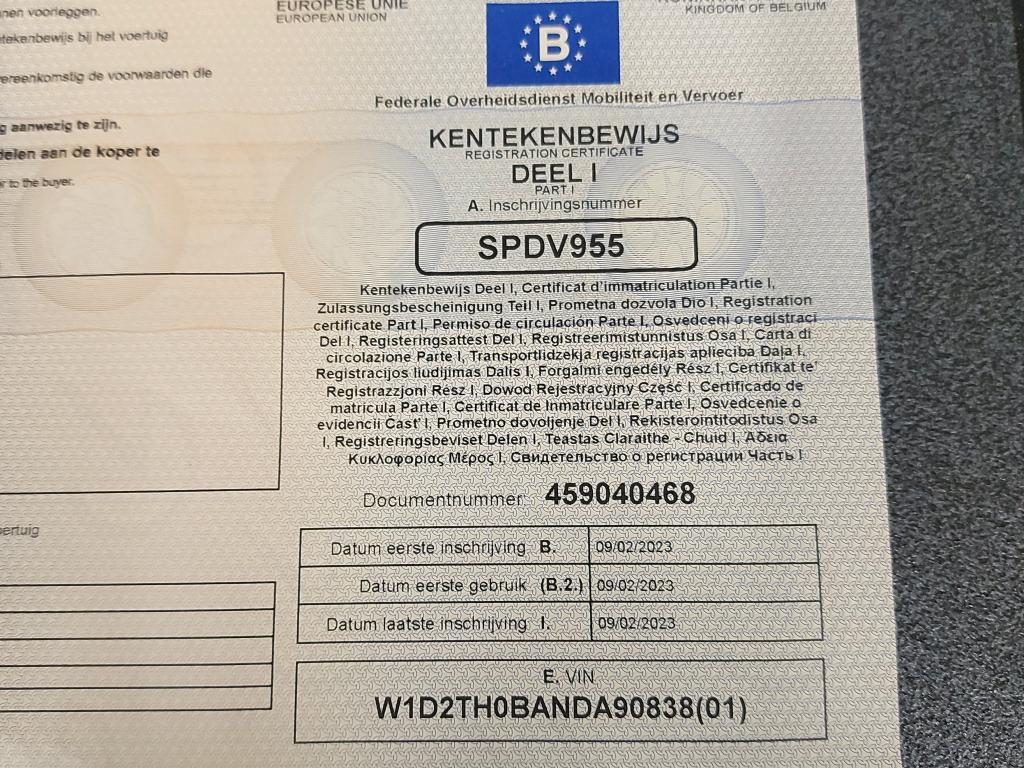 nnen voorleggen.
ntekenbewijs bij het voertuig
ereenkomstig de voorwaarden die
g aanwezig te zijn.
delen aan de koper te
r to the buyer.
oertuig
EUROPESE UNIE
EUROPEAN UNION
KINGDOM OF BELGIUM
B
Federale Overheidsdienst Mobiliteit en Vervoer
KENTEKENBEWIJS
REGISTRATION CERTIFICATE
DEEL I
PART I
A. Inschrijvingsnummer
SPDV955
Kentekenbewijs Deel I, Certificat d'immatriculation Partie I,
Zulassungsbescheinigung Teil I, Prometna dozvola Dio I, Registration
certificate Part I, Permiso de circulación Parte I, Osvedceni o registraci
Del I, Registeringsattest Del I, Registreerimistunnistus Osa I, Carta di
circolazione Parte I, Transportlidzekja registracijas aplieciba Daja I,
Registracijos liudijimas Dalis I, Forgalmi engedély Rész I, Certifikat te'
Registrazzjoni Rész I, Dowod Rejestracyjny Część I, Certificado de
matricula Parte I, Certificat de Inmatriculare Parte I, Osvedcenie o
evidencii Čast' I, Prometno dovoljenje Del I, Rekisterointitodistus Osa
I, Registreringsbeviset Delen I, Teastas Claraithe - Chuid I, Άδεια
Κυκλοφορίας Μέρος I, Свидетельство о регистрации Часть I
Documentnummer: 459040468
Datum eerste inschrijving B. 09/02/2023
Datum eerste gebruik (B.2.) 09/02/2023
Datum laatste inschrijving I. 09/02/2023
E. VIN
W1D2TH0BANDA90838(01)